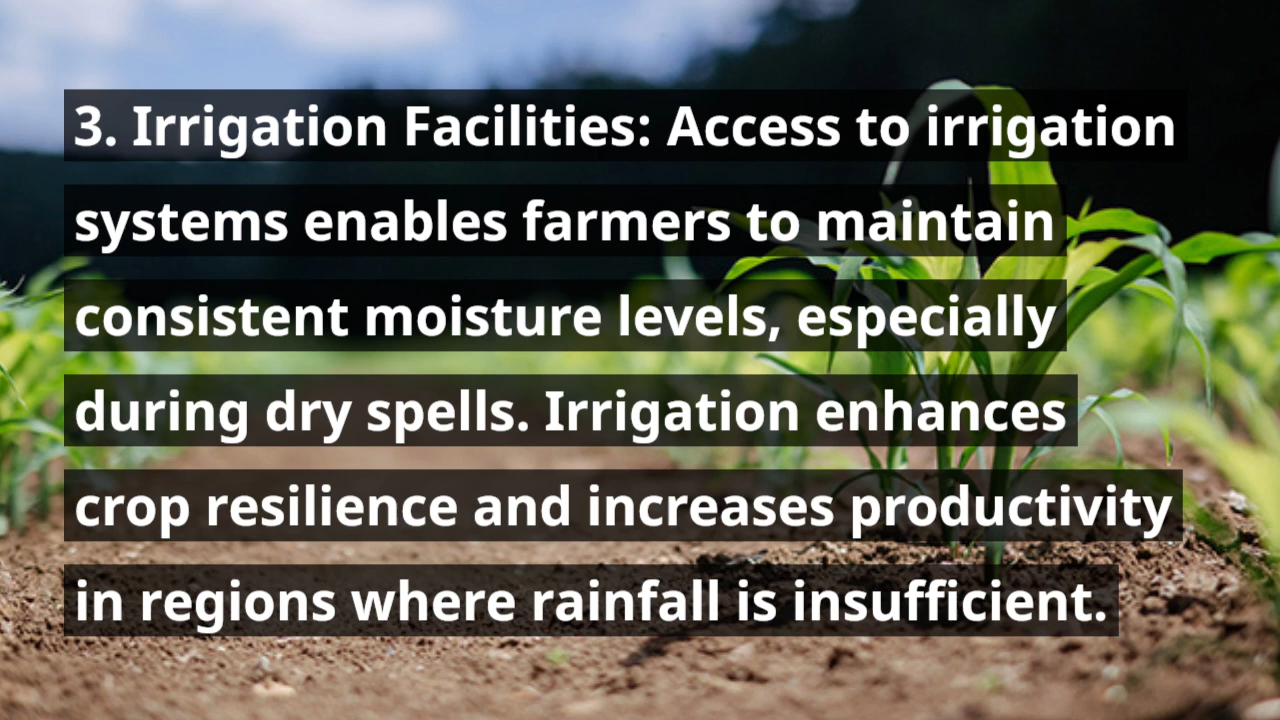 3. Irrigation Facilities: Access to irrigation
systems enables farmers to maintain
consistent moisture levels, especially
during dry spells. Irrigation enhances
crop resilience and increases productivity
in regions where rainfall is insufficient.